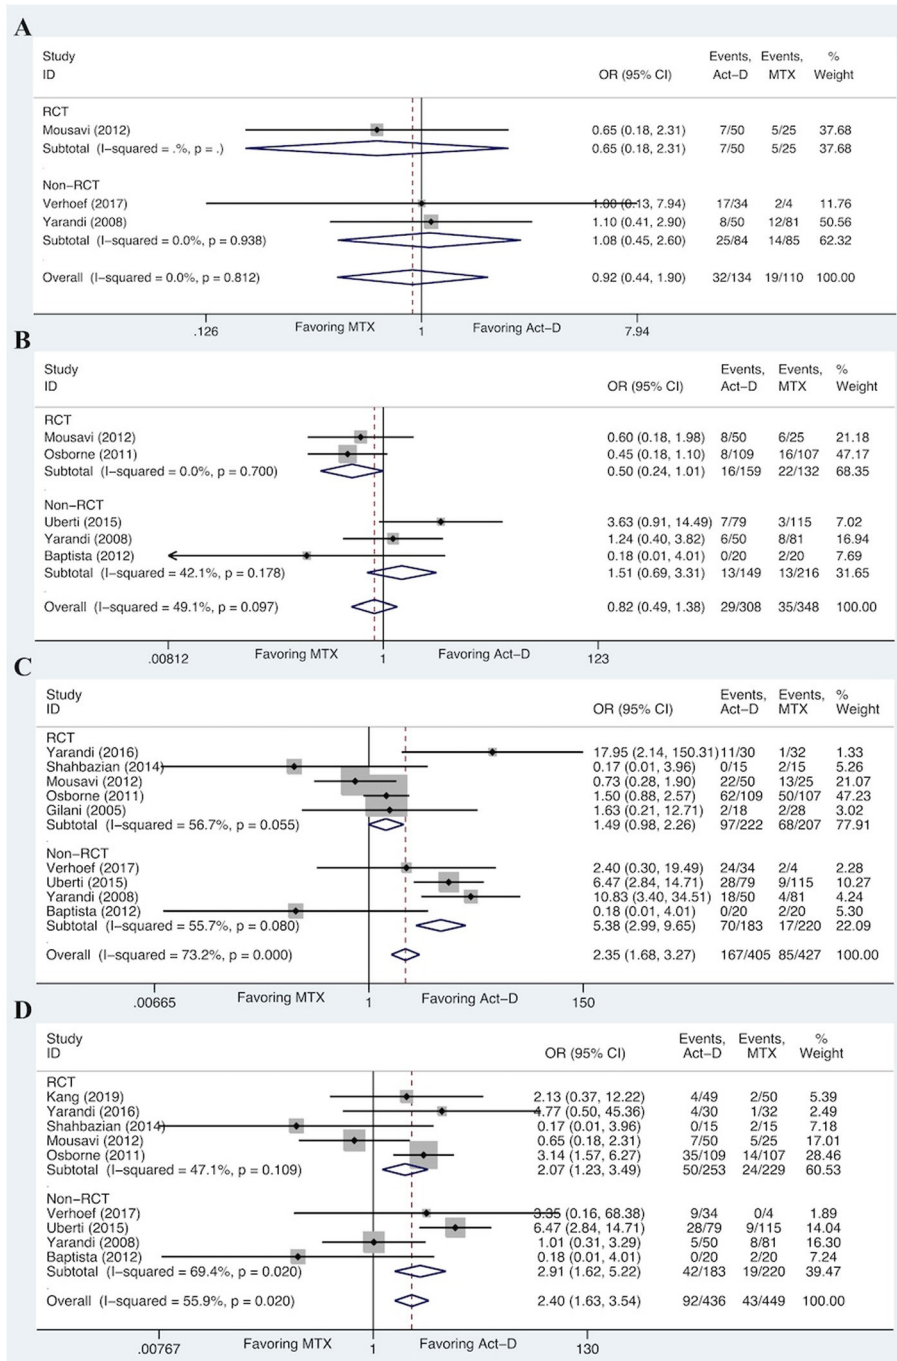 A
Study Events, Events, %
ID OR (95% CI) Act−D MTX Weight
RCT
Mousavi (2012) 0.65 (0.18, 2.31) 7/50 5/25 37.68
Subtotal (I−squared = .%, p = .) 0.65 (0.18, 2.31) 7/50 5/25 37.68
.
Non−RCT
Verhoef (2017) 1.00 (0.13, 7.94) 17/34 2/4 11.76
Yarandi (2008) 1.10 (0.41, 2.90) 8/50 12/81 50.56
Subtotal (I−squared = 0.0%, p = 0.938) 1.08 (0.45, 2.60) 25/84 14/85 62.32
.
Overall (I−squared = 0.0%, p = 0.812) 0.92 (0.44, 1.90) 32/134 19/110 100.00
Favoring MTX Favoring Act−D
.126 1 7.94
B
Study Events, Events, %
ID OR (95% CI) Act−D MTX Weight
RCT
Mousavi (2012) 0.60 (0.18, 1.98) 8/50 6/25 21.18
Osborne (2011) 0.45 (0.18, 1.10) 8/109 16/107 47.17
Subtotal (I−squared = 0.0%, p = 0.700) 0.50 (0.24, 1.01) 16/159 22/132 68.35
.
Non−RCT
Uberti (2015) 3.63 (0.91, 14.49) 7/79 3/115 7.02
Yarandi (2008) 1.24 (0.40, 3.82) 6/50 8/81 16.94
Baptista (2012) 0.18 (0.01, 4.01) 0/20 2/20 7.69
Subtotal (I−squared = 42.1%, p = 0.178) 1.51 (0.69, 3.31) 13/149 13/216 31.65
.
Overall (I−squared = 49.1%, p = 0.097) 0.82 (0.49, 1.38) 29/308 35/348 100.00
Favoring MTX Favoring Act−D
.00812 1 123
C
Study Events, Events, %
ID OR (95% CI) Act−D MTX Weight
RCT
Yarandi (2016) 17.95 (2.14, 150.31) 11/30 1/32 1.33
Shahbazian (2014) 0.17 (0.01, 3.96) 0/15 2/15 5.26
Mousavi (2012) 0.73 (0.28, 1.90) 22/50 13/25 21.07
Osborne (2011) 1.50 (0.88, 2.57) 62/109 50/107 47.23
Gilani (2005) 1.63 (0.21, 12.71) 2/18 2/28 3.02
Subtotal (I−squared = 56.7%, p = 0.055) 1.49 (0.98, 2.26) 97/222 68/207 77.91
.
Non−RCT
Verhoef (2017) 2.40 (0.30, 19.49) 24/34 2/4 2.28
Uberti (2015) 6.47 (2.84, 14.71) 28/79 9/115 10.27
Yarandi (2008) 10.83 (3.40, 34.51) 18/50 4/81 4.24
Baptista (2012) 0.18 (0.01, 4.01) 0/20 2/20 5.30
Subtotal (I−squared = 55.7%, p = 0.080) 5.38 (2.99, 9.65) 70/183 17/220 22.09
.
Overall (I−squared = 73.2%, p = 0.000) 2.35 (1.68, 3.27) 167/405 85/427 100.00
Favoring MTX Favoring Act−D
.00665 1 150
D
Study Events, Events, %
ID OR (95% CI) Act−D MTX Weight
RCT
Kang (2019) 2.13 (0.37, 12.22) 4/49 2/50 5.39
Yarandi (2016) 4.77 (0.50, 45.36) 4/30 1/32 2.49
Shahbazian (2014) 0.17 (0.01, 3.96) 0/15 2/15 7.18
Mousavi (2012) 0.65 (0.18, 2.31) 7/50 5/25 17.01
Osborne (2011) 3.14 (1.57, 6.27) 35/109 14/107 28.46
Subtotal (I−squared = 47.1%, p = 0.109) 2.07 (1.23, 3.49) 50/253 24/229 60.53
.
Non−RCT
Verhoef (2017) 3.35 (0.16, 68.38) 9/34 0/4 1.89
Uberti (2015) 6.47 (2.84, 14.71) 28/79 9/115 14.04
Yarandi (2008) 1.01 (0.31, 3.29) 5/50 8/81 16.30
Baptista (2012) 0.18 (0.01, 4.01) 0/20 2/20 7.24
Subtotal (I−squared = 69.4%, p = 0.020) 2.91 (1.62, 5.22) 42/183 19/220 39.47
.
Overall (I−squared = 55.9%, p = 0.020) 2.40 (1.63, 3.54) 92/436 43/449 100.00
Favoring MTX Favoring Act−D
.00767 1 130